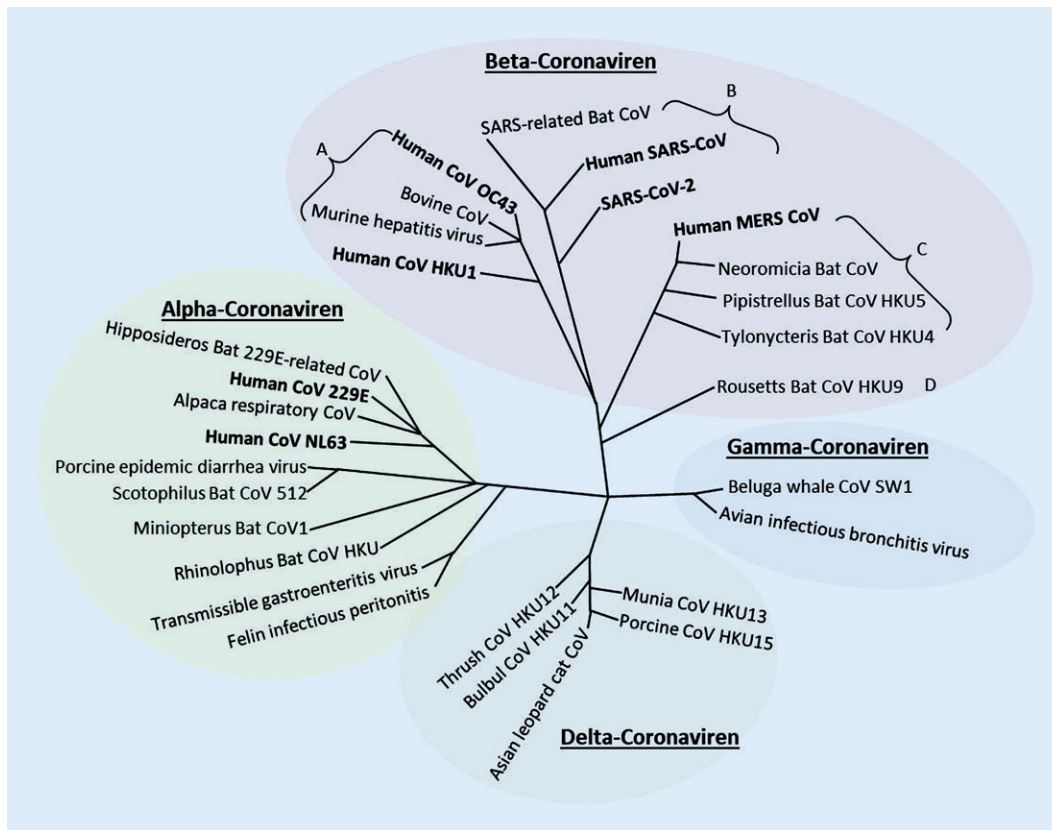 Beta-Coronaviren
B
SARS-related Bat CoV
A
Human CoV OC43
Human SARS-CoV
Bovine CoV
SARS-CoV-2
Murine hepatitis virus
Human MERS CoV
Human CoV HKU1
C
Neoromicia Bat CoV
Pipistrellus Bat CoV HKU5
Tylonycteris Bat CoV HKU4
Rousetts Bat CoV HKU9 D
Alpha-Coronaviren
Hipposideros Bat 229E-related CoV
Human CoV 229E
Alpaca respiratory CoV
Human CoV NL63
Porcine epidemic diarrhea virus
Scotophilus Bat CoV 512
Miniopterus Bat CoV1
Rhinolophus Bat CoV HKU
Transmissible gastroenteritis virus
Felin infectious peritonitis
Gamma-Coronaviren
Beluga whale CoV SW1
Avian infectious bronchitis virus
Thrush CoV HKU12
Bulbul CoV HKU11
Asian leopard cat CoV
Munia CoV HKU13
Porcine CoV HKU15
Delta-Coronaviren